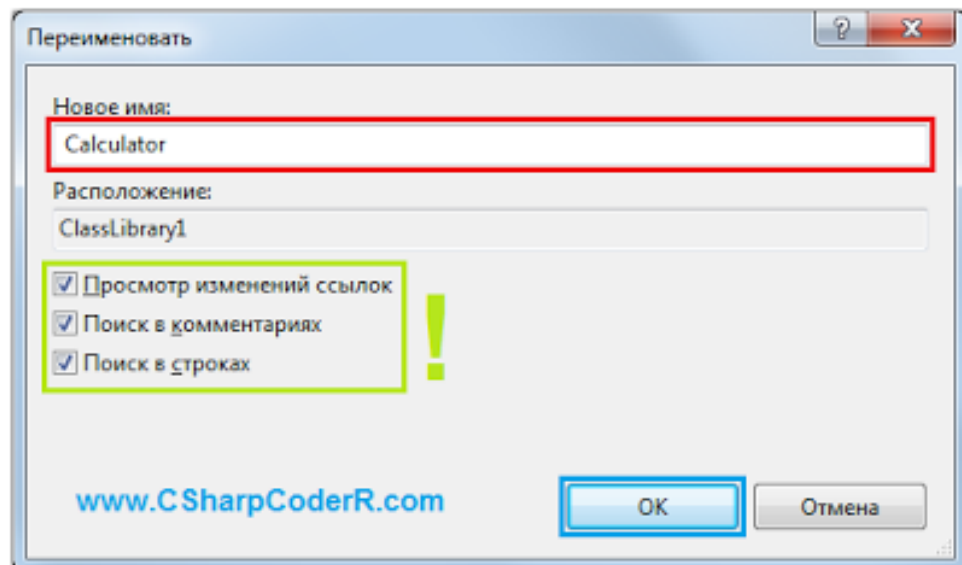 Переименовать
Новое имя:
Calculator
Расположение:
ClassLibrary1
Просмотр изменений ссылок
Поиск в комментариях
Поиск в строках
!
www.CSharpCoderR.com
OK
Отмена